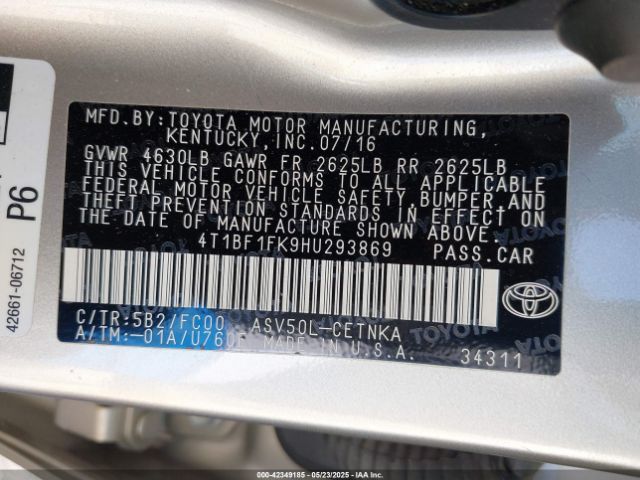 MFD.BY:TOYOTA MOTOR MANUFACTURING,
KENTUCKY,INC.07/16
GVWR 4630LB GAWR FR 2625LB RR 2625LB
THIS VEHICLE CONFORMS TO ALL APPLICABLE
FEDERAL MOTOR VEHICLE SAFETY,BUMPER,AND
THEFT PREVENTION STANDARDS IN EFFECT
ON THE DATE OF MANUFACTURE SHOWN ABOVE.
4T1BF1FK9HU293869 PASS.CAR
C/TR:5B2/FC00 ASV50L-CETNKA
A/TM:-01A/U760E MADE IN U.S.A.
34311
TOYOTA
P6
42661-06712
00-42349185 - 05/23/2025 - IAAI